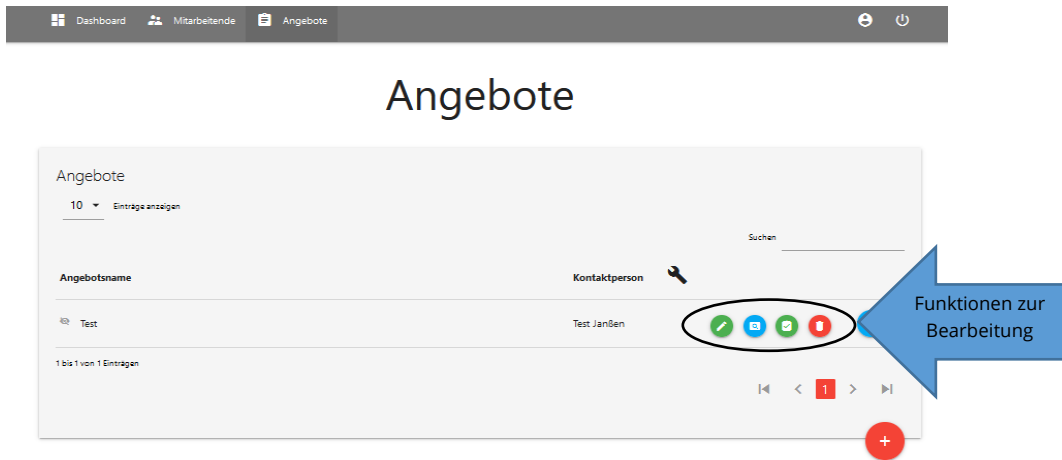 Dashboard Mitarbeitende Angebote
Angebote
Angebote
10 Einträge anzeigen
Suchen
Angebotsname Kontaktperson
Test Test Janßen
Funktionen zur
Bearbeitung
1 bis 1 von 1 Einträgen
1